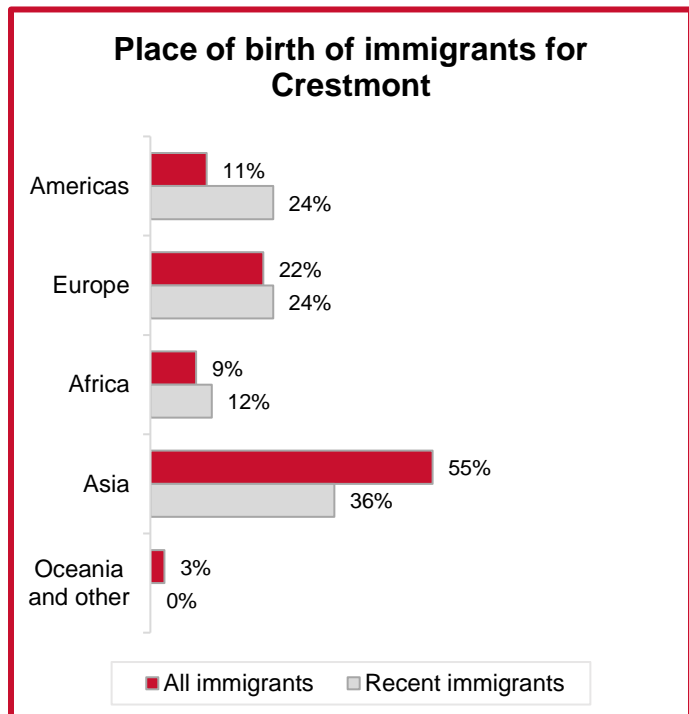 Place of birth of immigrants for
Crestmont
Americas
11%
24%
Europe
22%
24%
Africa
9%
12%
Asia
55%
36%
Oceania
and other
3%
0%
All immigrants
Recent immigrants